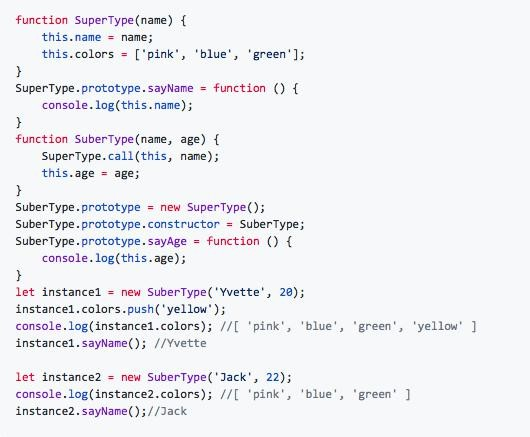 function SuperType(name) {
    this.name = name;
    this.colors = ['pink', 'blue', 'green'];
}
SuperType.prototype.sayName = function () {
    console.log(this.name);
}
function SuberType(name, age) {
    SuperType.call(this, name);
    this.age = age;
}
SuberType.prototype = new SuperType();
SuberType.prototype.constructor = SuberType;
SuberType.prototype.sayAge = function () {
    console.log(this.age);
}
let instance1 = new SuberType('Yvette', 20);
instance1.colors.push('yellow');
console.log(instance1.colors); //[ 'pink', 'blue', 'green', 'yellow' ]
instance1.sayName(); //Yvette

let instance2 = new SuberType('Jack', 22);
console.log(instance2.colors); //[ 'pink', 'blue', 'green' ]
instance2.sayName();//Jack